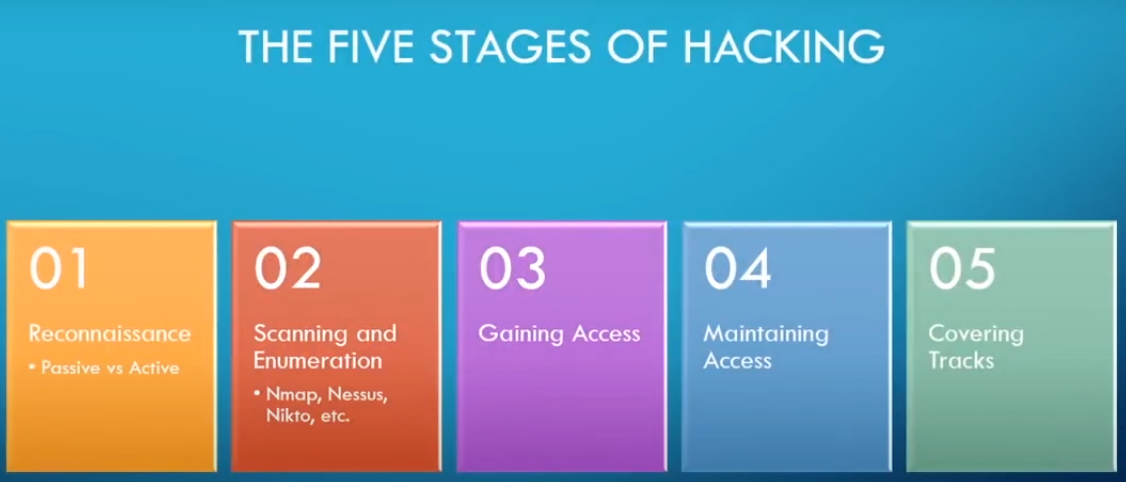 THE FIVE STAGES OF HACKING
01
Reconnaissance
• Passive vs Active
02
Scanning and
Enumeration
• Nmap, Nessus,
Nikto, etc.
03
Gaining Access
04
Maintaining
Access
05
Covering
Tracks